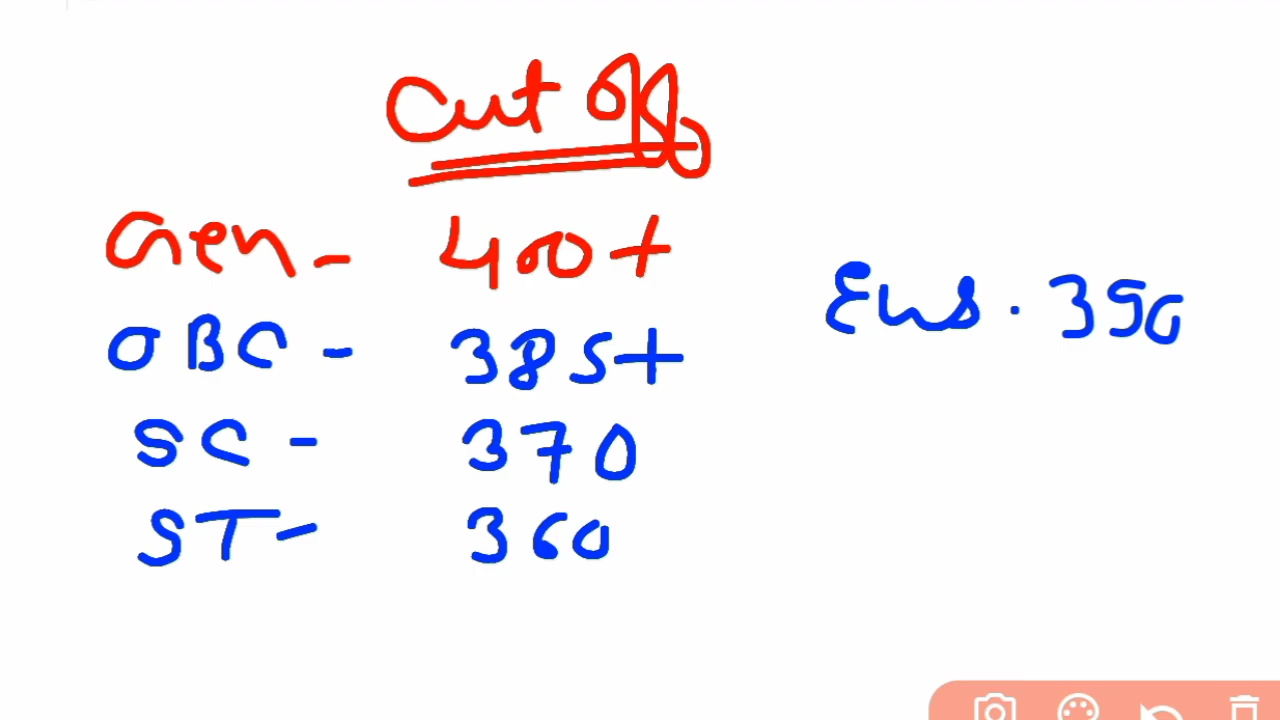 Cut off
Gen - 400+
OBC - 385+
SC - 370
ST - 360
EWS . 390